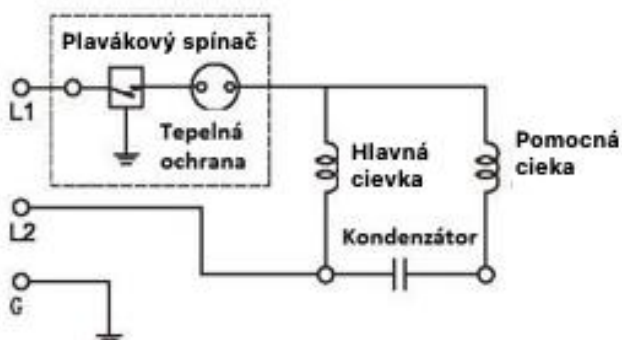 Plavákový spínač
L1
Tepelná
ochrana
Hlavná
cievka
Pomocná
cieka
L2
Kondenzátor
G